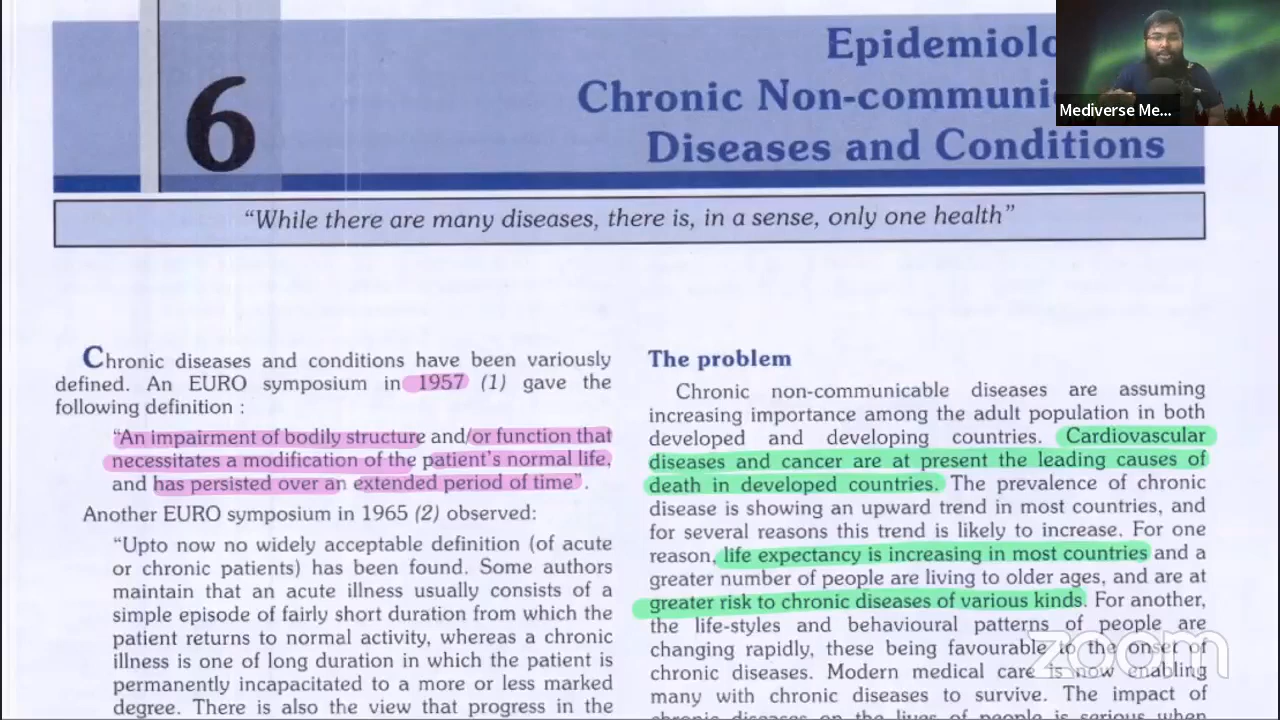 6
Epidemiolo
Chronic Non-communi
Diseases and Conditions
Mediverse Me...
“While there are many diseases, there is, in a sense, only one health”
Chronic diseases and conditions have been variously
defined. An EURO symposium in 1957 (1) gave the
following definition :
“An impairment of bodily structure and/or function that
necessitates a modification of the patient's normal life,
and has persisted over an extended period of time”.
Another EURO symposium in 1965 (2) observed:
“Upto now no widely acceptable definition (of acute
or chronic patients) has been found. Some authors
maintain that an acute illness usually consists of a
simple episode of fairly short duration from which the
patient returns to normal activity, whereas a chronic
illness is one of long duration in which the patient is
permanently incapacitated to a more or less marked
degree. There is also the view that progress in the
The problem
Chronic non-communicable diseases are assuming
increasing importance among the adult population in both
developed and developing countries. Cardiovascular
diseases and cancer are at present the leading causes of
death in developed countries. The prevalence of chronic
disease is showing an upward trend in most countries, and
for several reasons this trend is likely to increase. For one
reason, life expectancy is increasing in most countries and a
greater number of people are living to older ages, and are at
greater risk to chronic diseases of various kinds. For another,
the life-styles and behavioural patterns of people are
changing rapidly, these being favourable to the onset of
chronic diseases. Modern medical care is now enabling
many with chronic diseases to survive. The impact of
chronic diseases on the lives of people is serious when
zoom